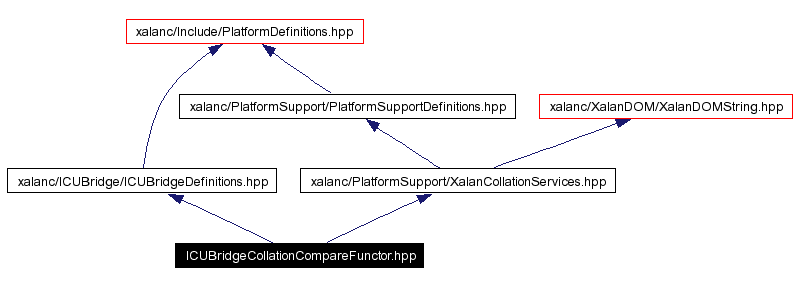 xalanc/Include/PlatformDefinitions.hpp
xalanc/PlatformSupport/PlatformSupportDefinitions.hpp
xalanc/XalanDOM/XalanDOMString.hpp
xalanc/ICUBridge/ICUBridgeDefinitions.hpp
xalanc/PlatformSupport/XalanCollationServices.hpp
ICUBridgeCollationCompareFunctor.hpp